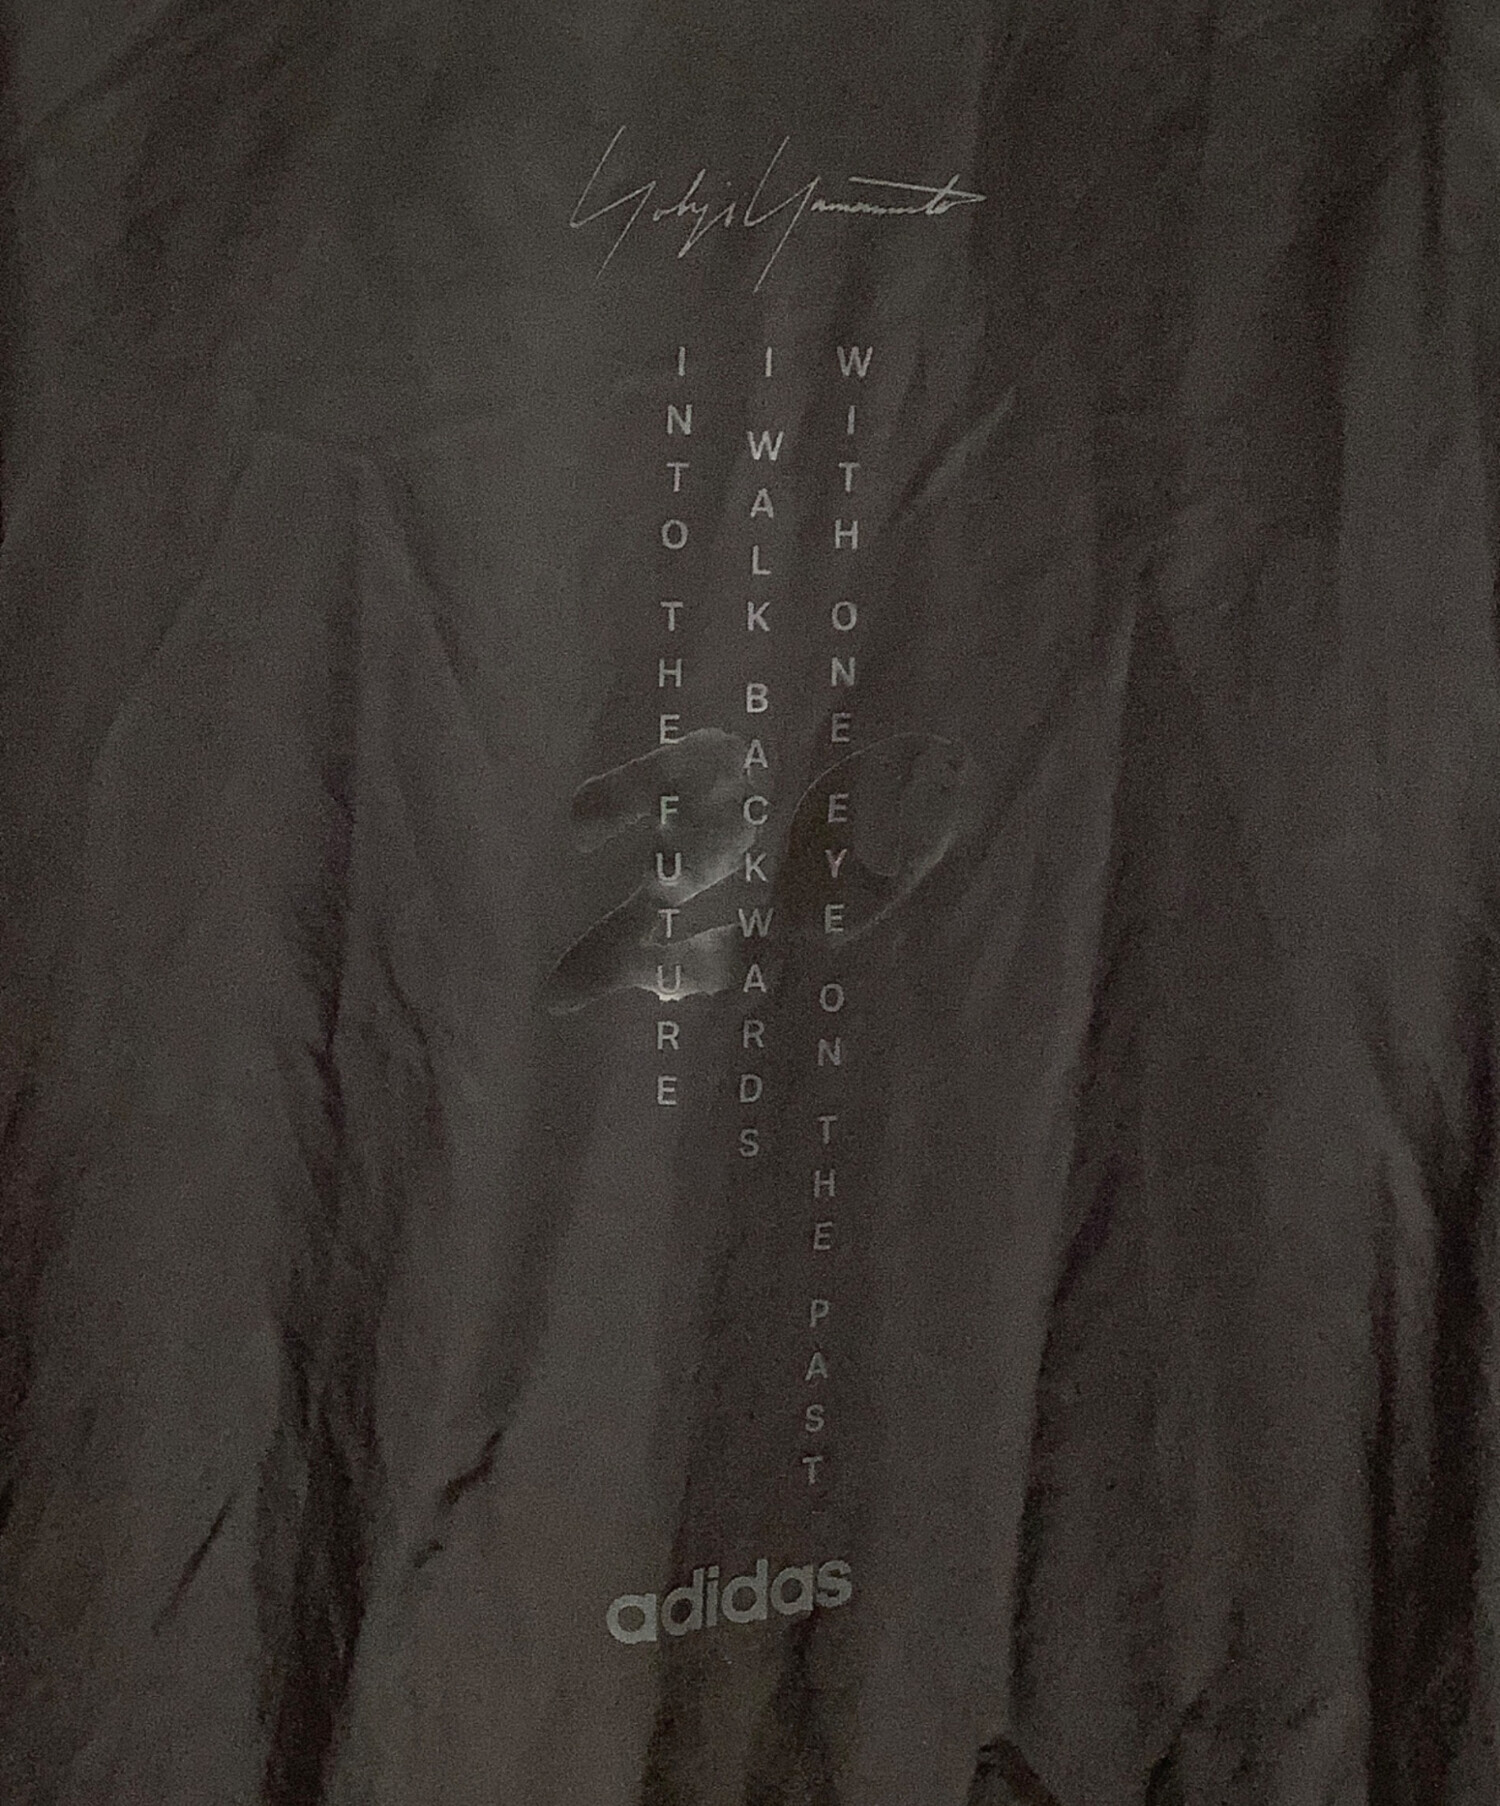 Yohji Yamamoto
WITH ONE EYE ON THE PAST
I WALK BACKWARDS
INTO THE FUTURE
20
adidas